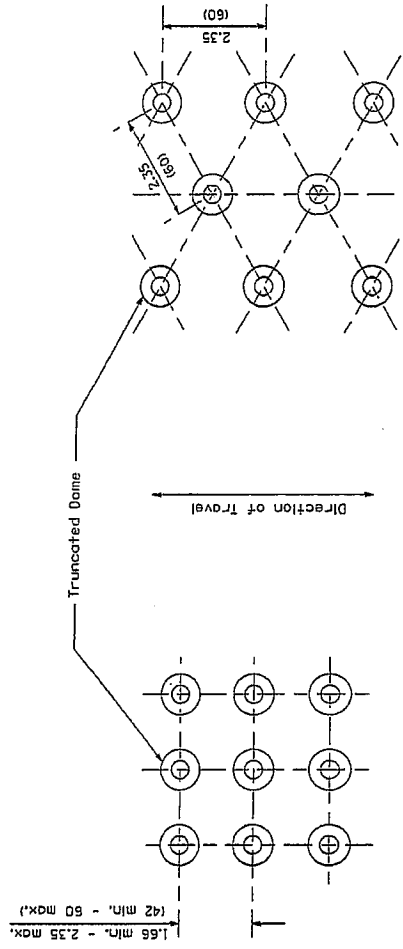 2.35
(60)
2.35
(60)
Truncated Dome
Direction of Travel
1.66 min. - 2.35 max.
(42 min. - 60 max.)